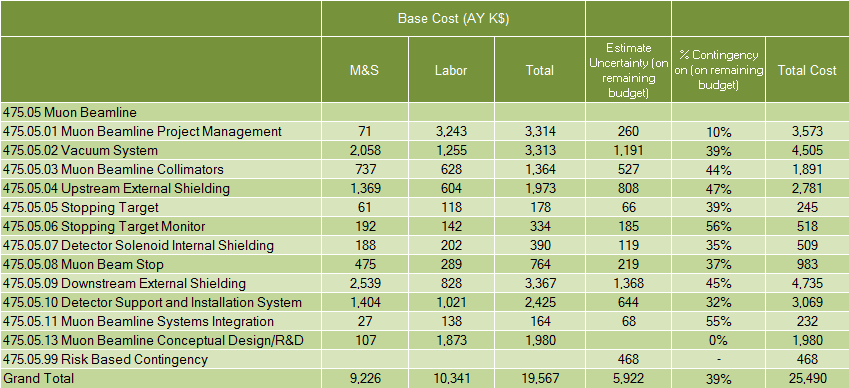 Base Cost (AY K$)
M&S Labor Total Estimate Uncertainty (on remaining budget) % Contingency on (on remaining budget) Total Cost
475.05 Muon Beamline
475.05.01 Muon Beamline Project Management 71 3,243 3,314 260 10% 3,573
475.05.02 Vacuum System 2,058 1,255 3,313 1,191 39% 4,505
475.05.03 Muon Beamline Collimators 737 628 1,364 527 44% 1,891
475.05.04 Upstream External Shielding 1,369 604 1,973 808 47% 2,781
475.05.05 Stopping Target 61 118 178 66 39% 245
475.05.06 Stopping Target Monitor 192 142 334 185 56% 518
475.05.07 Detector Solenoid Internal Shielding 188 202 390 119 35% 509
475.05.08 Muon Beam Stop 475 289 764 219 37% 983
475.05.09 Downstream External Shielding 2,539 828 3,367 1,368 45% 4,735
475.05.10 Detector Support and Installation System 1,404 1,021 2,425 644 32% 3,069
475.05.11 Muon Beamline Systems Integration 27 138 164 68 55% 232
475.05.13 Muon Beamline Conceptual Design/R&D 107 1,873 1,980 0% 1,980
475.05.99 Risk Based Contingency 468 - 468
Grand Total 9,226 10,341 19,567 5,922 39% 25,490